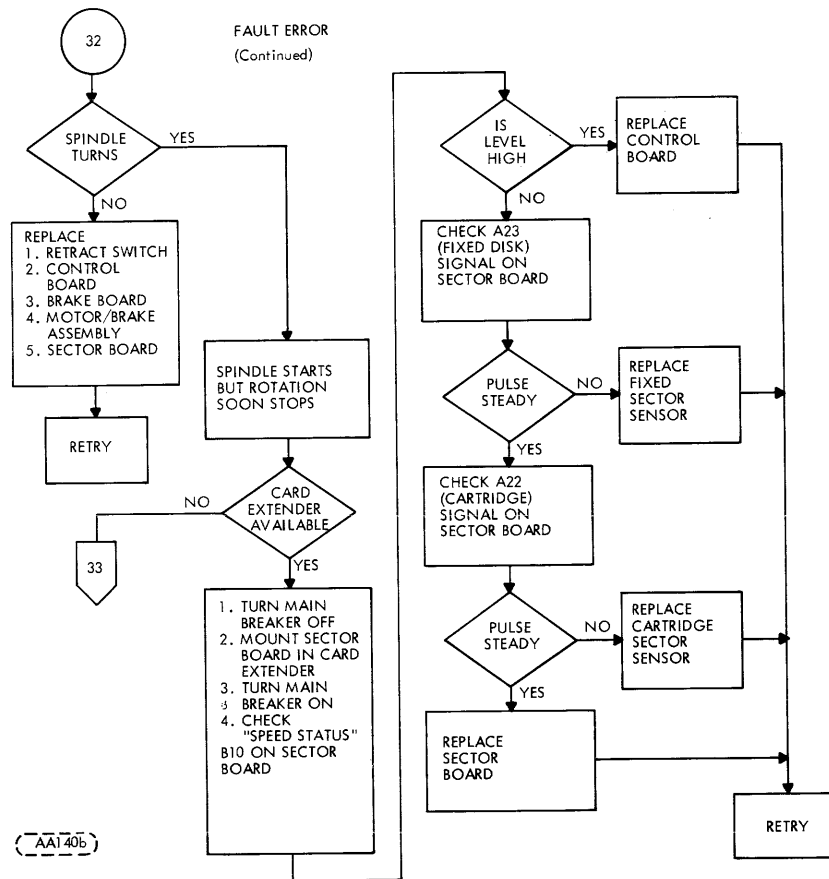 32
FAULT ERROR
(Continued)
SPINDLE
TURNS
YES
NO
REPLACE
1. RETRACT SWITCH
2. CONTROL
BOARD
3. BRAKE BOARD
4. MOTOR/BRAKE
ASSEMBLY
5. SECTOR BOARD
RETRY
SPINDLE STARTS
BUT ROTATION
SOON STOPS
CARD
EXTENDER
AVAILABLE
NO
33
YES
1. TURN MAIN
BREAKER OFF
2. MOUNT SECTOR
BOARD IN CARD
EXTENDER
3. TURN MAIN
BREAKER ON
4. CHECK
"SPEED STATUS"
B10 ON SECTOR
BOARD
IS
LEVEL
HIGH
YES
REPLACE
CONTROL
BOARD
NO
CHECK A23
(FIXED DISK)
SIGNAL ON
SECTOR BOARD
PULSE
STEADY
NO
REPLACE
FIXED
SECTOR
SENSOR
YES
CHECK A22
(CARTRIDGE)
SIGNAL ON
SECTOR BOARD
PULSE
STEADY
NO
REPLACE
CARTRIDGE
SECTOR
SENSOR
YES
REPLACE
SECTOR
BOARD
RETRY
AA140b